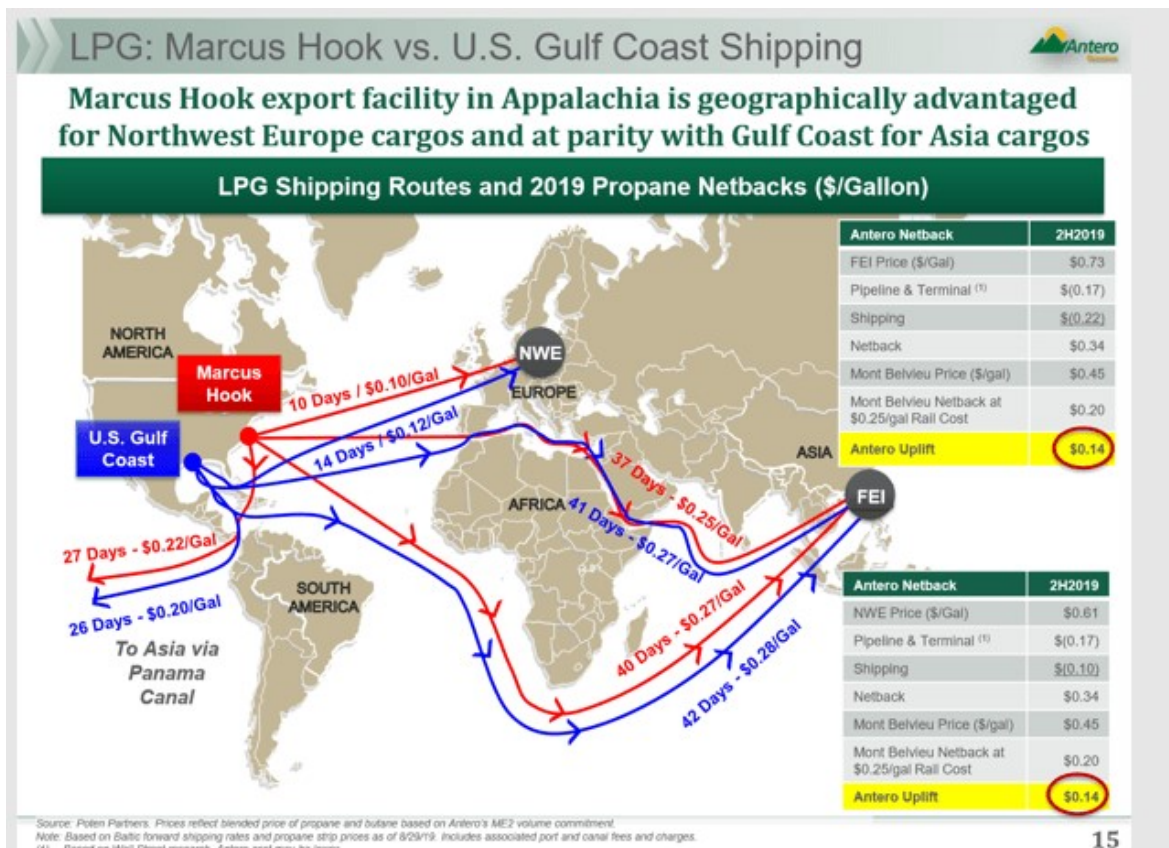 LPG: Marcus Hook vs. U.S. Gulf Coast Shipping
Antero
Resources
Marcus Hook export facility in Appalachia is geographically advantaged
for Northwest Europe cargos and at parity with Gulf Coast for Asia cargos
LPG Shipping Routes and 2019 Propane Netbacks ($/Gallon)
NORTH
AMERICA
Marcus
Hook
U.S. Gulf
Coast
NWE
EUROPE
10 Days / $0.10/Gal
14 Days / $0.12/Gal
AFRICA
ASIA
FEI
37 Days - $0.25/Gal
41 Days - $0.27/Gal
27 Days - $0.22/Gal
26 Days - $0.20/Gal
SOUTH
AMERICA
To Asia via
Panama
Canal
40 Days - $0.27/Gal
42 Days - $0.28/Gal
Antero Netback 2H2019
FEI Price ($/Gal) $0.73
Pipeline & Terminal (1) $(0.17)
Shipping $(0.22)
Netback $0.34
Mont Belvieu Price ($/gal) $0.45
Mont Belvieu Netback at
$0.25/gal Rail Cost $0.20
Antero Uplift $0.14
Antero Netback 2H2019
NWE Price ($/Gal) $0.61
Pipeline & Terminal (1) $(0.17)
Shipping $(0.10)
Netback $0.34
Mont Belvieu Price ($/gal) $0.45
Mont Belvieu Netback at
$0.25/gal Rail Cost $0.20
Antero Uplift $0.14
Source: Poten Partners. Prices reflect blended price of propane and butane based on Antero's ME2 volume commitment.
Note: Based on Baltic forward shipping rates and propane strip prices as of 8/29/19. Includes associated port and canal fees and charges.
15